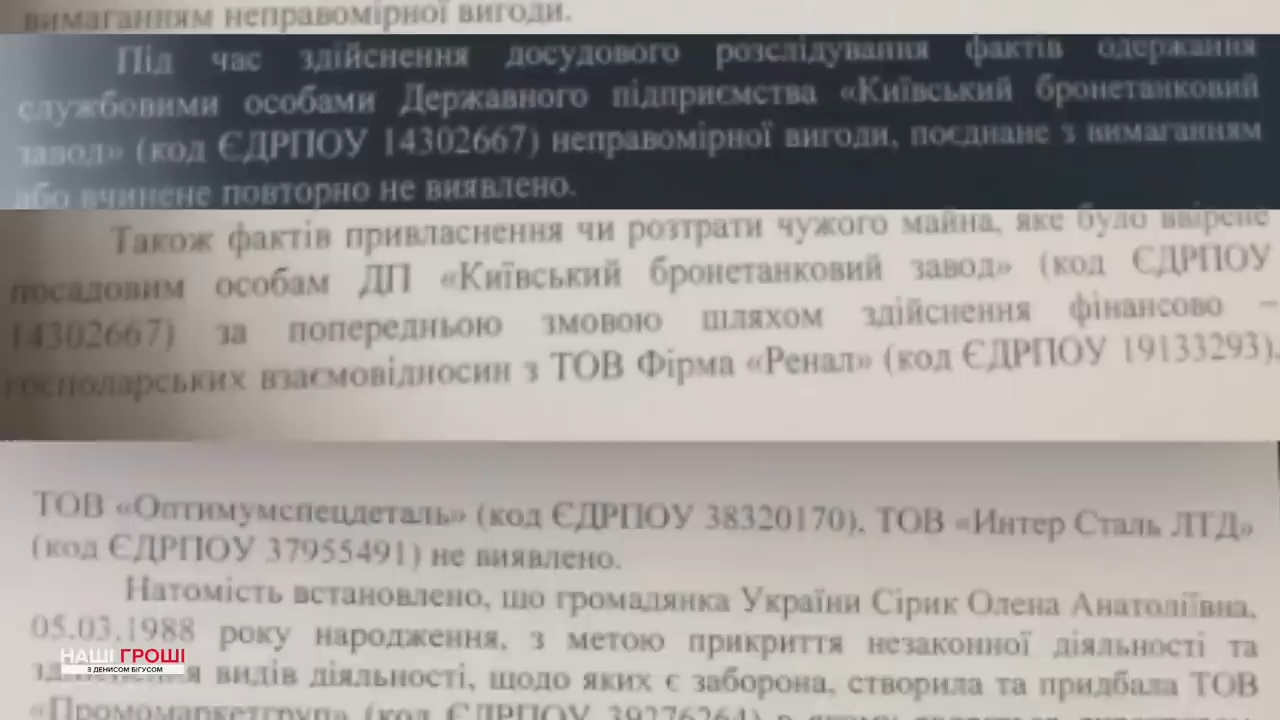 вимаганням неправомірної вигоди.
Під час здійснення досудового розслідування фактів одержання
службовими особами Державного підприємства «Київський бронетанковий
завод» (код ЄДРПОУ 14302667) неправомірної вигоди, поєднане з вимаганням
або вчинене повторно не виявлено.
Також фактів привласнення чи розтрати чужого майна, яке було ввірене
посадовим особам ДП «Київський бронетанковий завод» (код ЄДРПОУ
14302667) за попередньою змовою шляхом здійснення фінансово –
господарських взаємовідносин з ТОВ Фірма «Ренал» (код ЄДРПОУ 19133293),
ТОВ «Оптимумспецдеталь» (код ЄДРПОУ 38320170), ТОВ «Интер Сталь ЛТД»
(код ЄДРПОУ 37955491) не виявлено.
Натомість встановлено, що громадянка України Сірик Олена Анатоліївна,
05.03.1988 року народження, з метою прикриття незаконної діяльності та
видів діяльності, щодо яких є заборона, створила та придбала ТОВ
«Промомаркетгруп» (код ЄДРПОУ 39276264)
НАШІ ГРОШІ
З ДЕНИСОМ БІГУСОМ